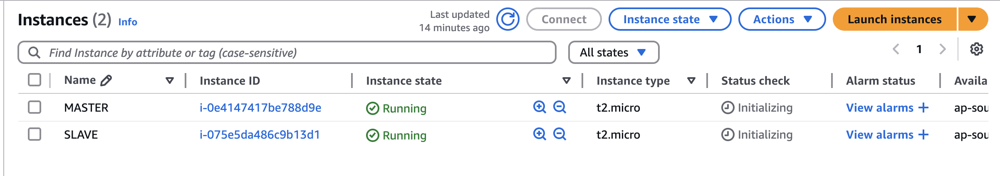 Instances (2) Info
Last updated
14 minutes ago
Connect
Instance state
Actions
Launch instances
Find Instance by attribute or tag (case-sensitive)
All states
1
Name Instance ID Instance state Instance type Status check Alarm status Availa
MASTER i-0e4147417be788d9e Running t2.micro Initializing View alarms + ap-sou
SLAVE i-075e5da486c9b13d1 Running t2.micro Initializing View alarms + ap-sou